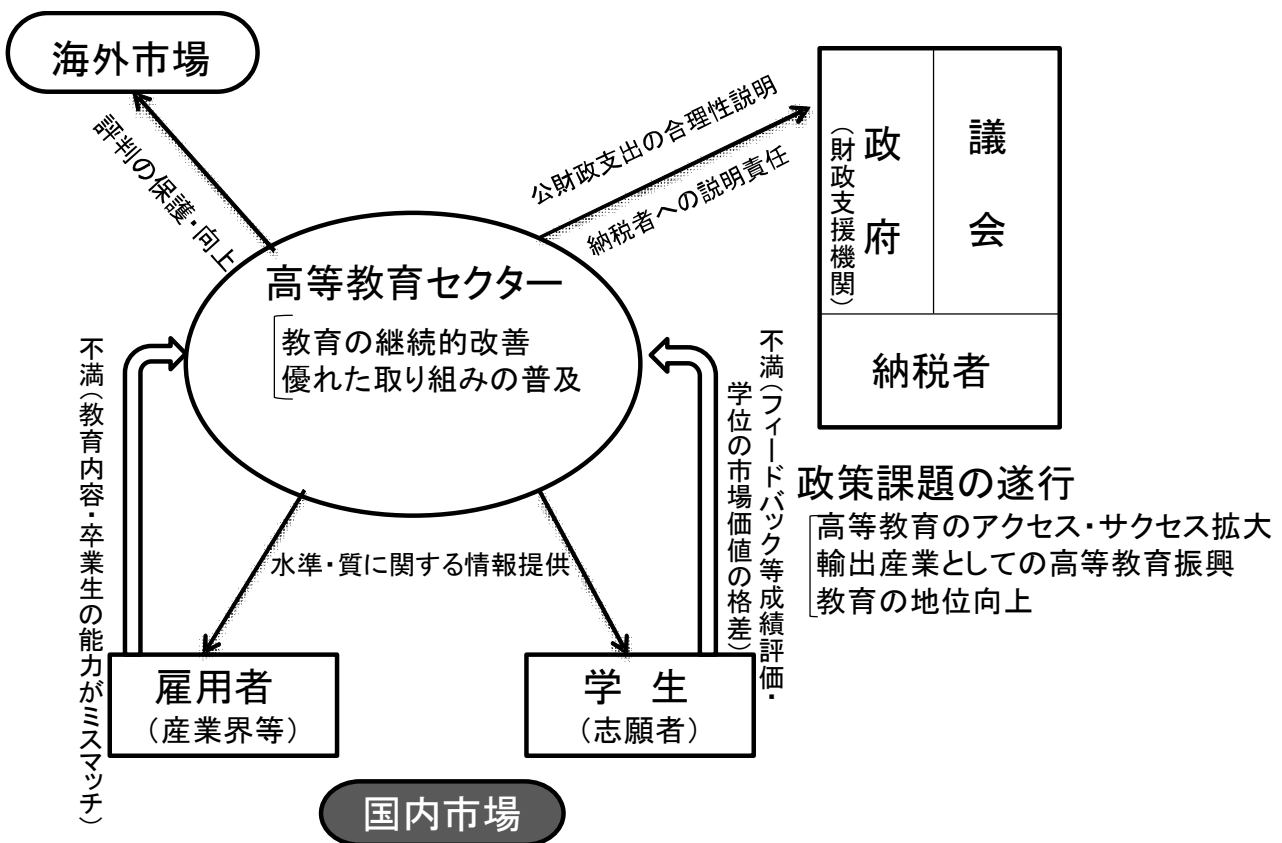 海外市場
評判の保護・向上
公財政支出の合理性説明
納税者への説明責任
政府
（財政支援機関）
議会
納税者
高等教育セクター
教育の継続的改善
優れた取り組みの普及
不満（教育内容・卒業生の能力がミスマッチ）
不満（フィードバック等成績評価・
学位の市場価値の格差）
政策課題の遂行
高等教育のアクセス・サクセス拡大
輸出産業としての高等教育振興
教育の地位向上
水準・質に関する情報提供
雇用者
（産業界等）
学 生
（志願者）
国内市場